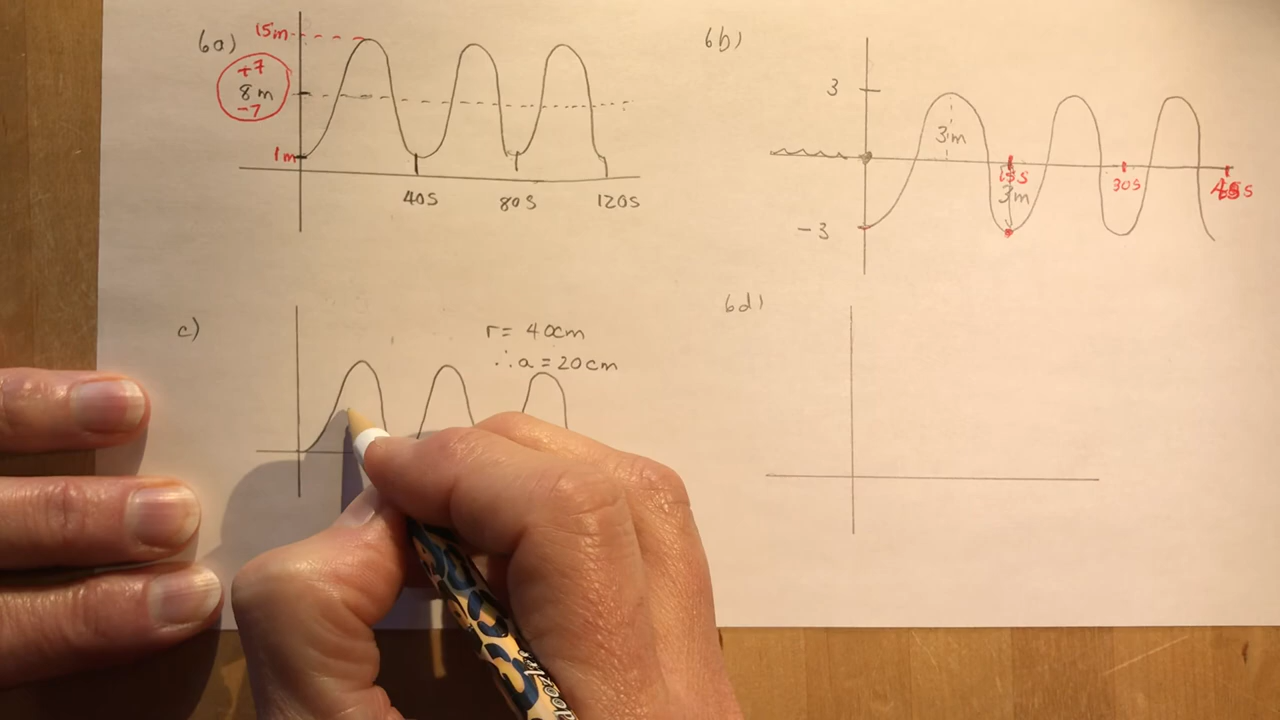 6a)
15m
+7
8m
-7
1m
40s
80s
120s
6b)
3
3m
15s
3m
30s
-3
c)
r= 40cm
∴a=20cm
6d)